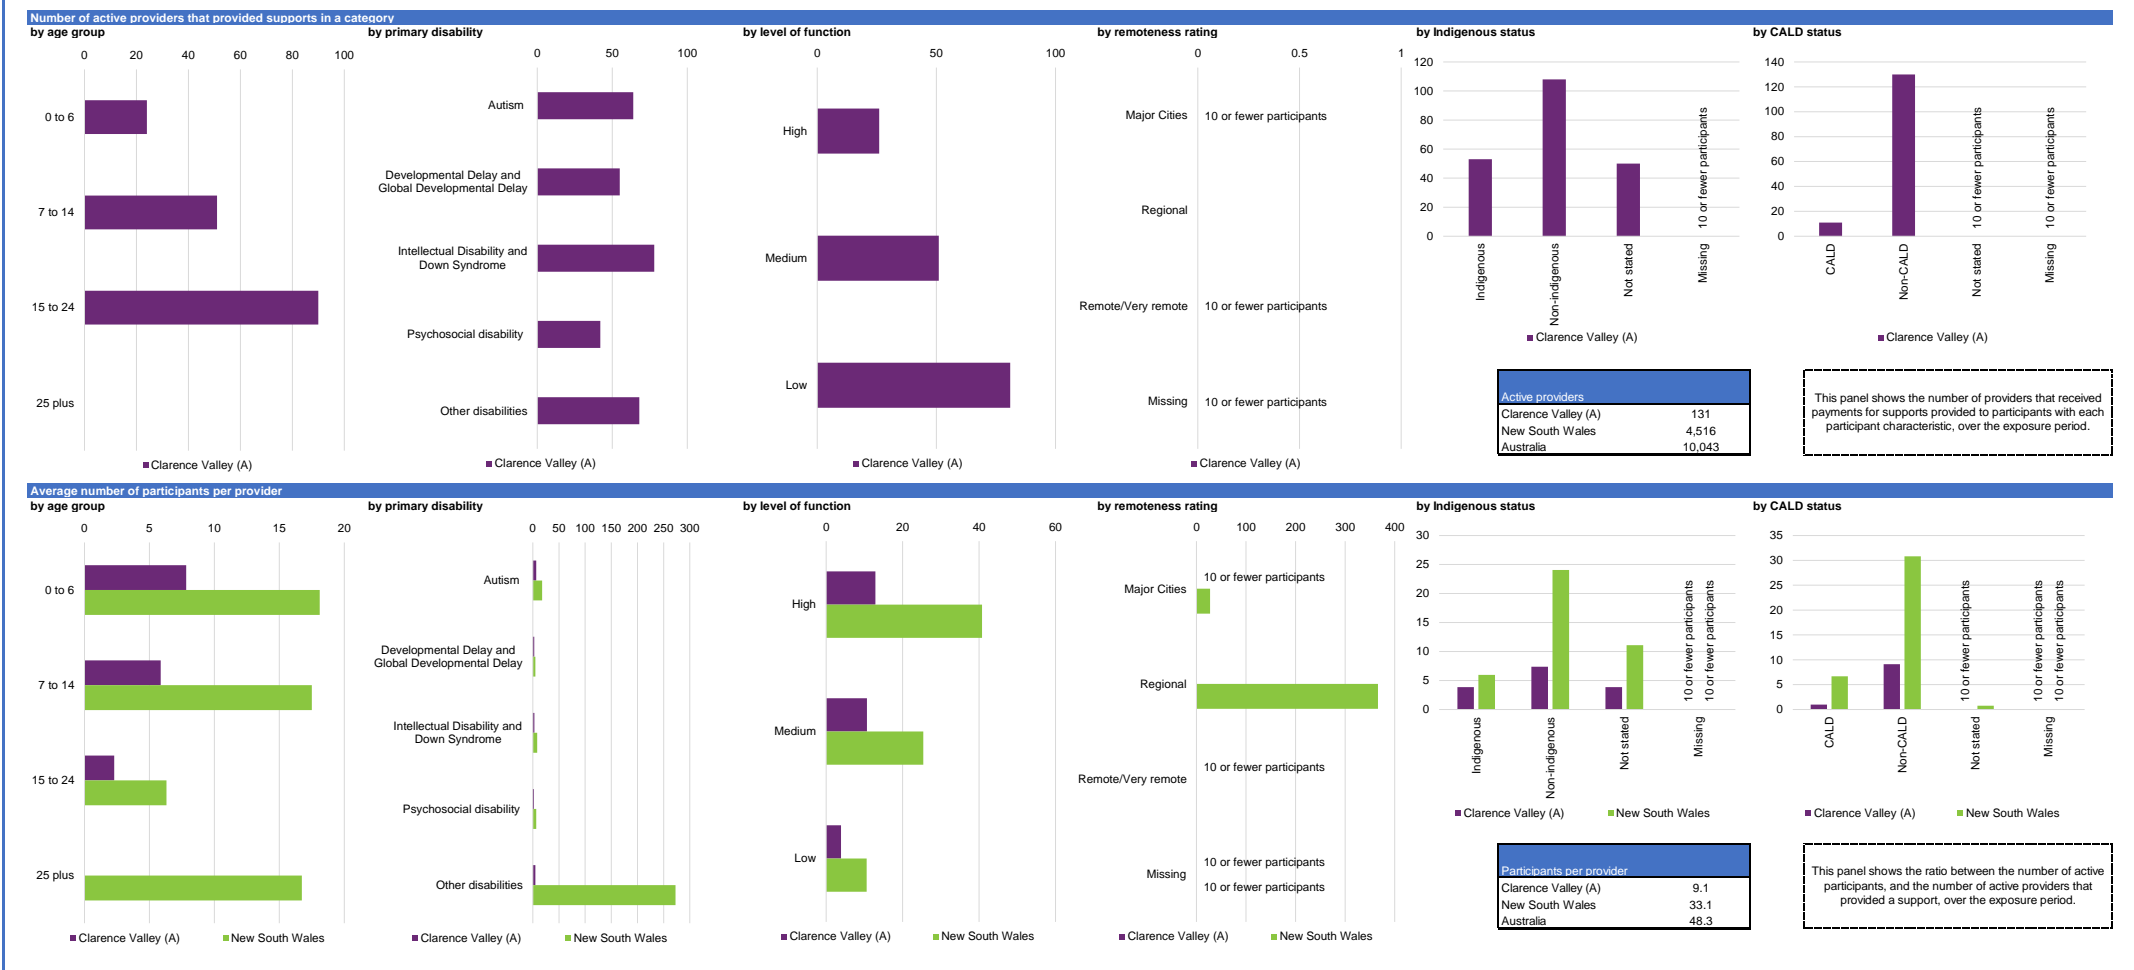 Number of active providers that provided supports in a category
by age group
0 20 40 60 80 100
0 to 6
7 to 14
15 to 24
25 plus
Clarence Valley (A)
by primary disability
0 50 100
Autism
Developmental Delay and
Global Developmental Delay
Intellectual Disability and
Down Syndrome
Psychosocial disability
Other disabilities
Clarence Valley (A)
by level of function
0 50 100
High
Medium
Low
Clarence Valley (A)
by remoteness rating
0 0.5 1
Major Cities 10 or fewer participants
Regional
Remote/Very remote 10 or fewer participants
Missing 10 or fewer participants
Clarence Valley (A)
by Indigenous status
120
100
80
60
40
20
0
10 or fewer participants
Indigenous
Non-indigenous
Not stated
Missing
Clarence Valley (A)
by CALD status
140
120
100
80
60
40
20
0
10 or fewer participants
10 or fewer participants
CALD
Non-CALD
Not stated
Missing
Clarence Valley (A)
Active providers
Clarence Valley (A) 131
New South Wales 4,516
Australia 10,043
This panel shows the number of providers that received
payments for supports provided to participants with each
participant characteristic, over the exposure period.
Average number of participants per provider
by age group
0 5 10 15 20
0 to 6
7 to 14
15 to 24
25 plus
Clarence Valley (A) New South Wales
by primary disability
0 50 100 150 200 250 300
Autism
Developmental Delay and
Global Developmental Delay
Intellectual Disability and
Down Syndrome
Psychosocial disability
Other disabilities
Clarence Valley (A) New South Wales
by level of function
0 20 40 60
High
Medium
Low
Clarence Valley (A) New South Wales
by remoteness rating
0 100 200 300 400
10 or fewer participants
Major Cities
Regional
10 or fewer participants
Remote/Very remote
10 or fewer participants
Missing
10 or fewer participants
Clarence Valley (A) New South Wales
by Indigenous status
30
25
20
15
10
5
0
10 or fewer participants
10 or fewer participants
Indigenous
Non-indigenous
Not stated
Missing
Clarence Valley (A) New South Wales
by CALD status
35
30
25
20
15
10
5
0
10 or fewer participants
10 or fewer participants
10 or fewer participants
CALD
Non-CALD
Not stated
Missing
Clarence Valley (A) New South Wales
Participants per provider
Clarence Valley (A) 9.1
New South Wales 33.1
Australia 48.3
This panel shows the ratio between the number of active
participants, and the number of active providers that
provided a support, over the exposure period.